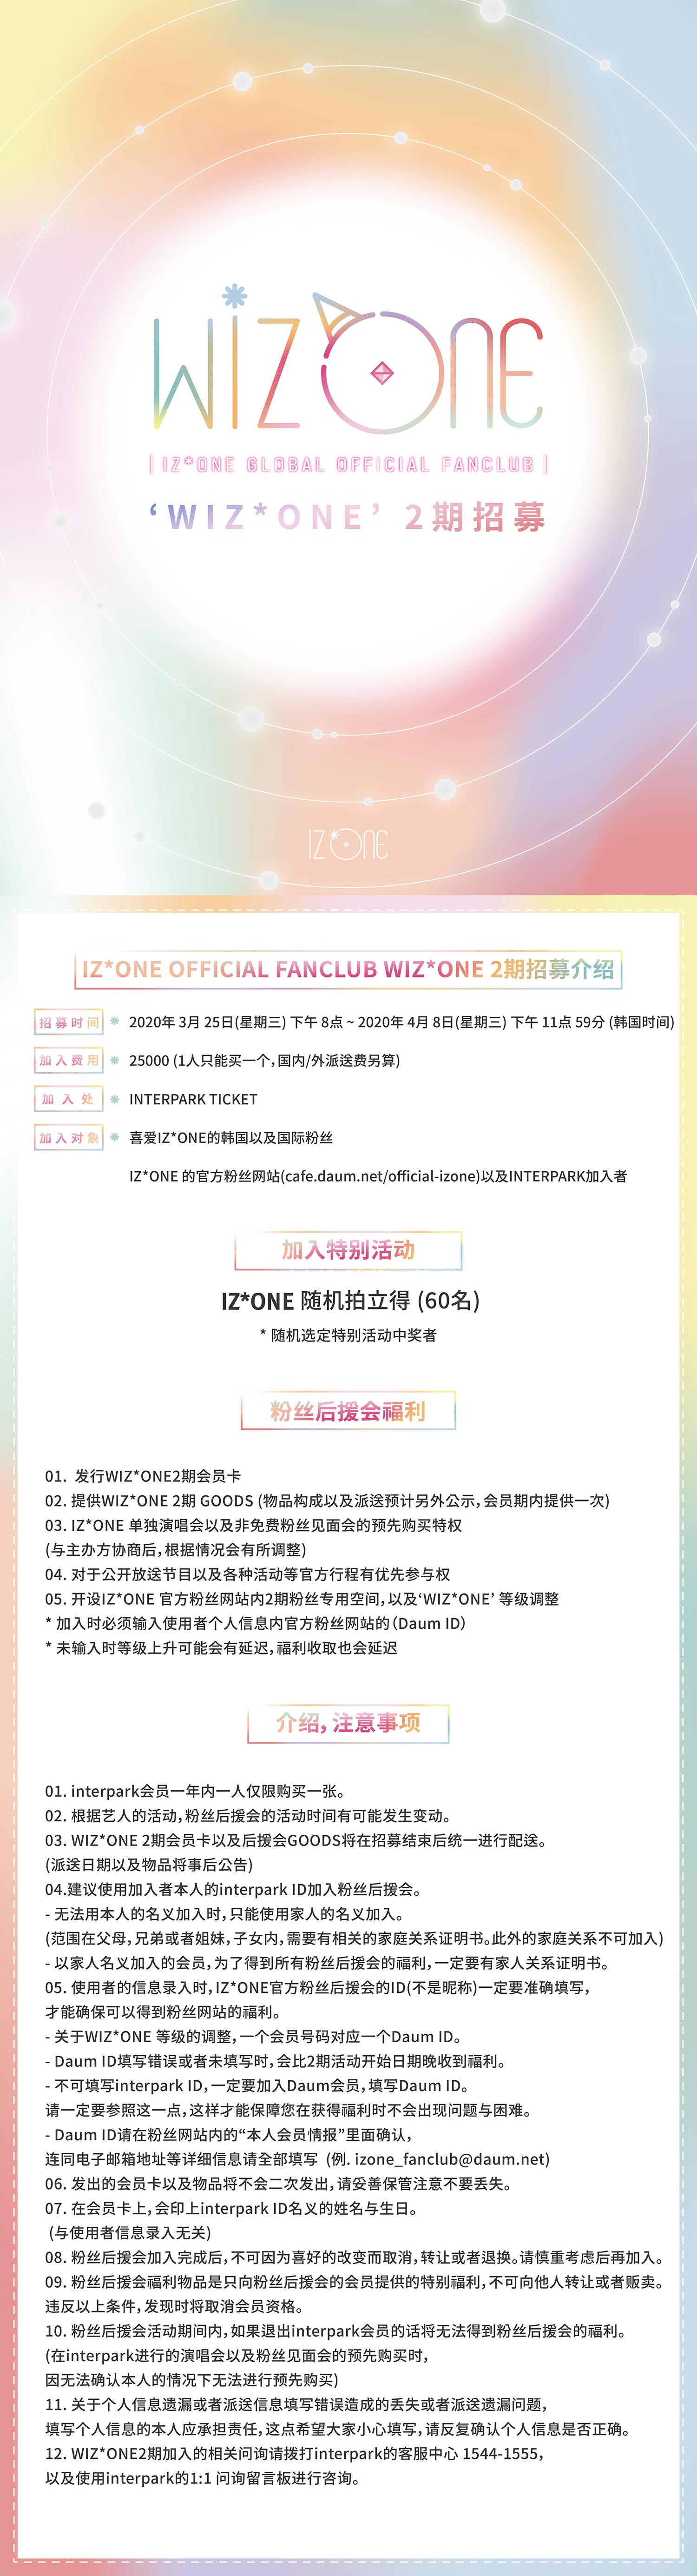 WIZ*ONE
IZ*ONE GLOBAL OFFICIAL FANCLUB
‘WIZ*ONE’ 2期招募
IZ*ONE
IZ*ONE OFFICIAL FANCLUB WIZ*ONE 2期招募介绍
招募时间 * 2020年 3月 25日(星期三) 下午 8点 ~ 2020年 4月 8日(星期三) 下午 11点 59分 (韩国时间)
加入费用 * 25000 (1人只能买一个,国内/外派送费另算)
加入处 * INTERPARK TICKET
加入对象 * 喜爱IZ*ONE的韩国以及国际粉丝
IZ*ONE 的官方粉丝网站(cafe.daum.net/official-izone)以及INTERPARK加入者
加入特别活动
IZ*ONE 随机拍立得 (60名)
* 随机选定特别活动中奖者
粉丝后援会福利
01. 发行WIZ*ONE2期会员卡
02. 提供WIZ*ONE 2期 GOODS (物品构成以及派送预计另外公示,会员期内提供一次)
03. IZ*ONE 单独演唱会以及非免费粉丝见面会的预先购买特权
(与主办方协商后,根据情况会有所调整)
04. 对于公开放送节目以及各种活动等官方行程有优先参与权
05. 开设IZ*ONE 官方粉丝网站内2期粉丝专用空间,以及‘WIZ*ONE’ 等级调整
* 加入时必须输入使用者个人信息内官方粉丝网站的(Daum ID)
* 未输入时等级上升可能会有延迟,福利收取也会延迟
介绍,注意事项
01. interpark会员一年内一人仅限购买一张。
02. 根据艺人的活动,粉丝后援会的活动时间有可能发生变动。
03. WIZ*ONE 2期会员卡以及后援会GOODS将在招募结束后统一进行配送。
(派送日期以及物品将事后公告)
04.建议使用加入者本人的interpark ID加入粉丝后援会。
- 无法用本人的名义加入时,只能使用家人的名义加入。
(范围在父母,兄弟或者姐妹,子女内,需要有相关的家庭关系证明书。此外的家庭关系不可加入)
- 以家人名义加入的会员,为了得到所有粉丝后援会的福利,一定要有家人关系证明书。
05. 使用者的信息录入时,IZ*ONE官方粉丝后援会的ID(不是昵称)一定要准确填写,
才能确保可以得到粉丝网站的福利。
- 关于WIZ*ONE 等级的调整,一个会员号码对应一个Daum ID。
- Daum ID填写错误或者未填写时,会比2期活动开始日期晚收到福利。
- 不可填写interpark ID,一定要加入Daum会员,填写Daum ID。
请一定要参照这一点,这样才能保障您在获得福利时不会出现问题与困难。
- Daum ID请在粉丝网站内的“本人会员情报”里面确认,
连同电子邮箱地址等详细信息请全部填写 (例. izone_fanclub@daum.net)
06. 发出的会员卡以及物品将不会二次发出,请妥善保管注意不要丢失。
07. 在会员卡上,会印上interpark ID名义的姓名与生日。
(与使用者信息录入无关)
08. 粉丝后援会加入完成后,不可因为喜好的改变而取消,转让或者退换。请慎重考虑后再加入。
09. 粉丝后援会福利物品是只向粉丝后援会的会员提供的特别福利,不可向他人转让或者贩卖。
违反以上条件,发现时将取消会员资格。
10. 粉丝后援会活动期间内,如果退出interpark会员的话将无法得到粉丝后援会的福利。
(在interpark进行的演唱会以及粉丝见面会的预先购买时,
因无法确认本人的情况下无法进行预先购买)
11. 关于个人信息遗漏或者派送信息填写错误造成的丢失或者派送遗漏问题,
填写个人信息的本人应承担责任,这点希望大家小心填写,请反复确认个人信息是否正确。
12. WIZ*ONE2期加入的相关问询请拨打interpark的客服中心 1544-1555,
以及使用interpark的1:1 问询留言板进行咨询。